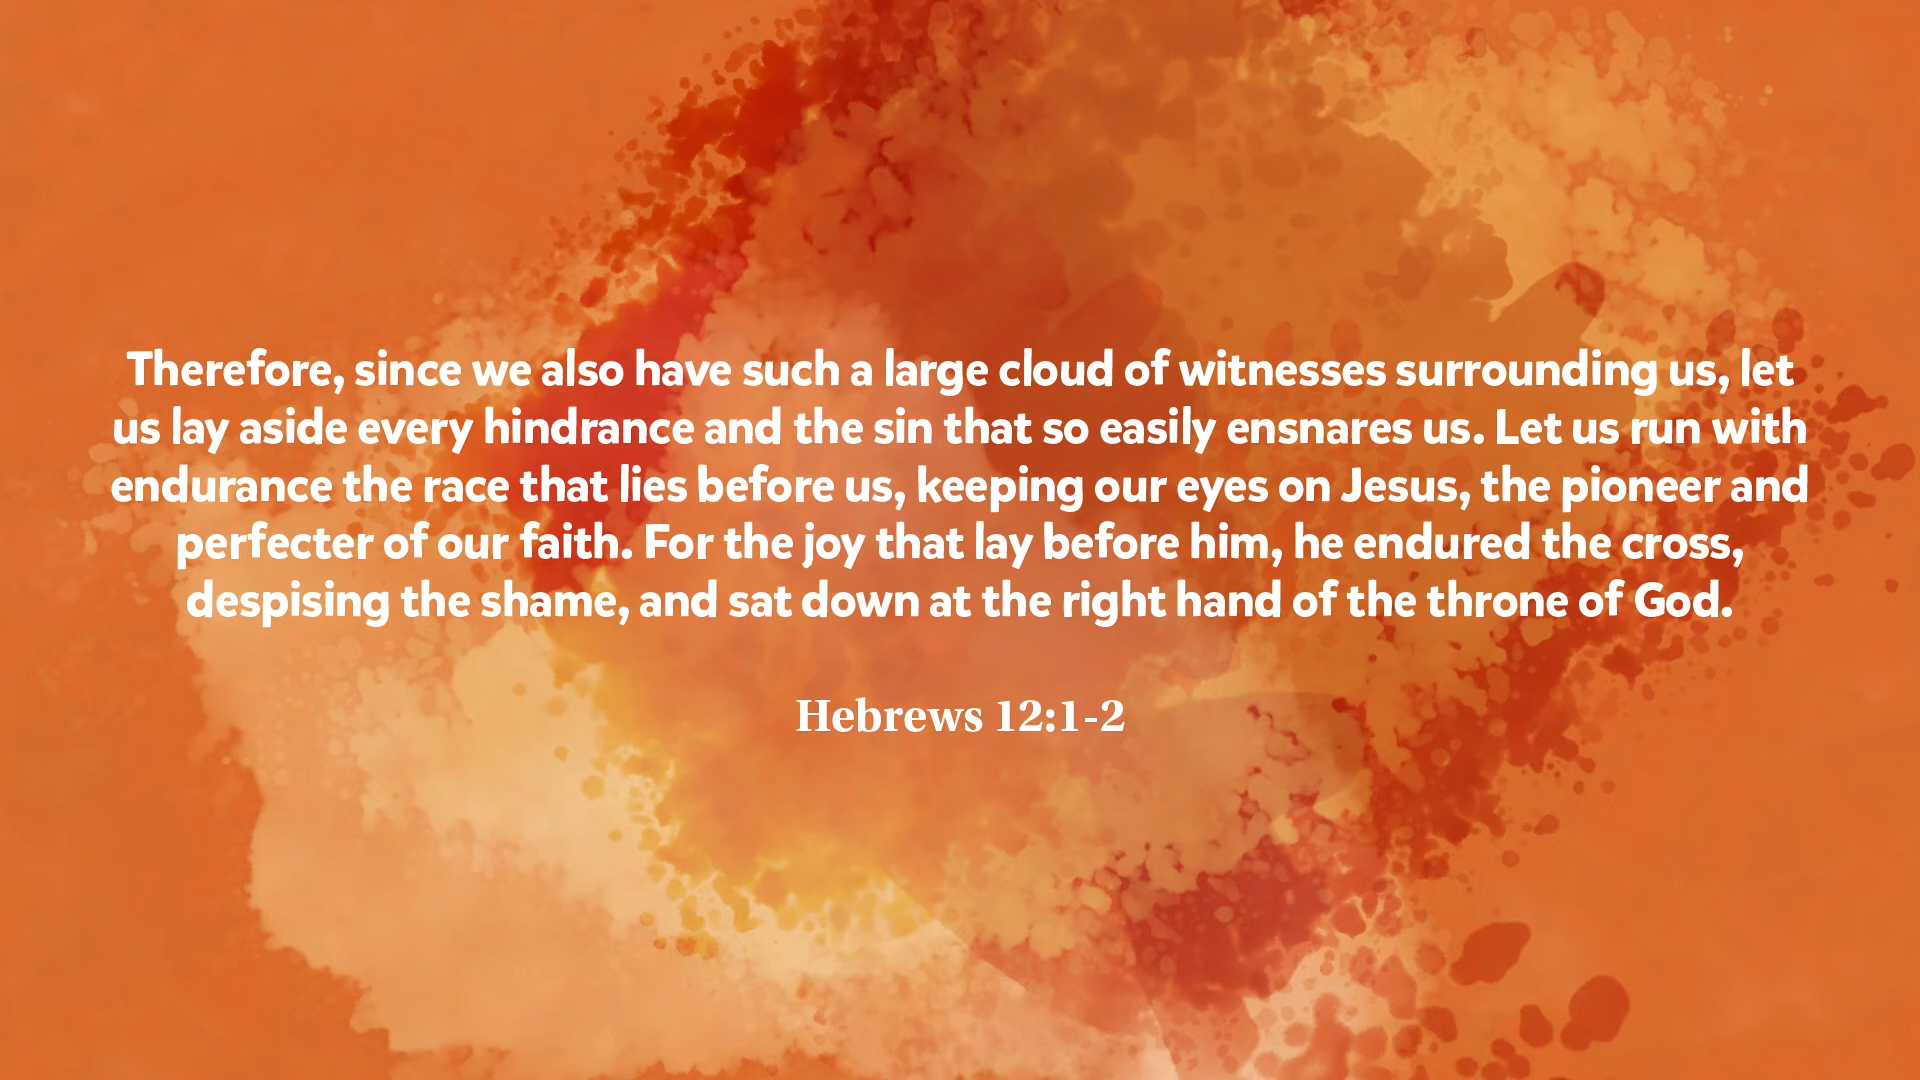 Therefore, since we also have such a large cloud of witnesses surrounding us, let
us lay aside every hindrance and the sin that so easily ensnares us. Let us run with
endurance the race that lies before us, keeping our eyes on Jesus, the pioneer and
perfecter of our faith. For the joy that lay before him, he endured the cross,
despising the shame, and sat down at the right hand of the throne of God.
Hebrews 12:1-2